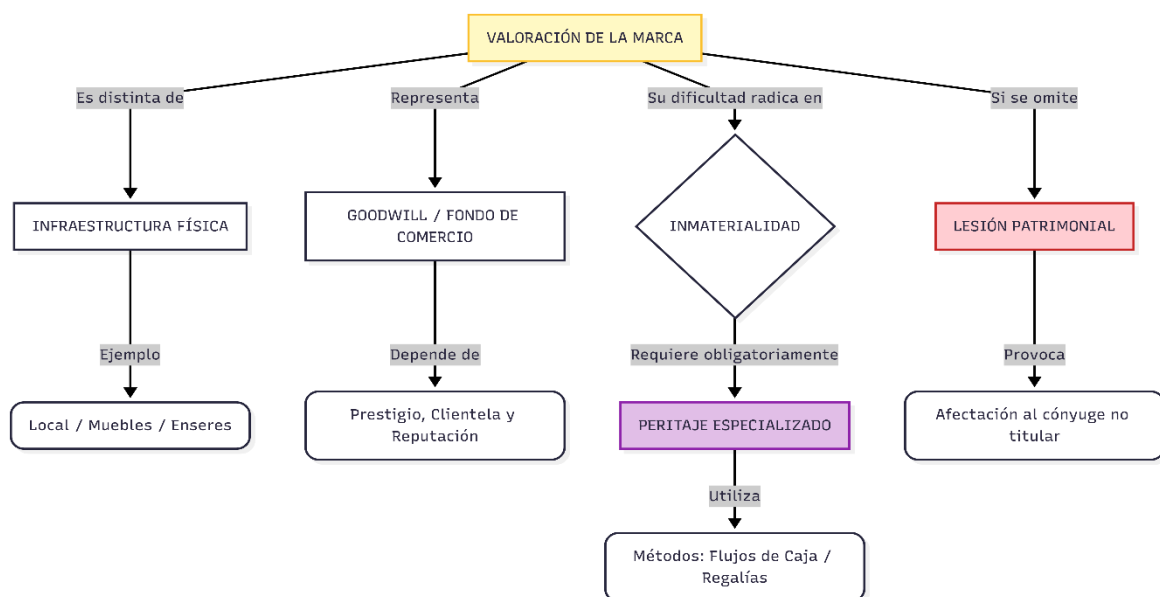 VALORACIÓN DE LA MARCA
Es distinta de
Representa
Su dificultad radica en
Si se omite
INFRAESTRUCTURA FÍSICA
GOODWILL / FONDO DE
COMERCIO
INMATERIALIDAD
LESIÓN PATRIMONIAL
Ejemplo
Depende de
Requiere obligatoriamente
Provoca
Local / Muebles / Enseres
Prestigio, Clientela y
Reputación
PERITAJE ESPECIALIZADO
Afectación al cónyuge no
titular
Utiliza
Métodos: Flujos de Caja /
Regalías